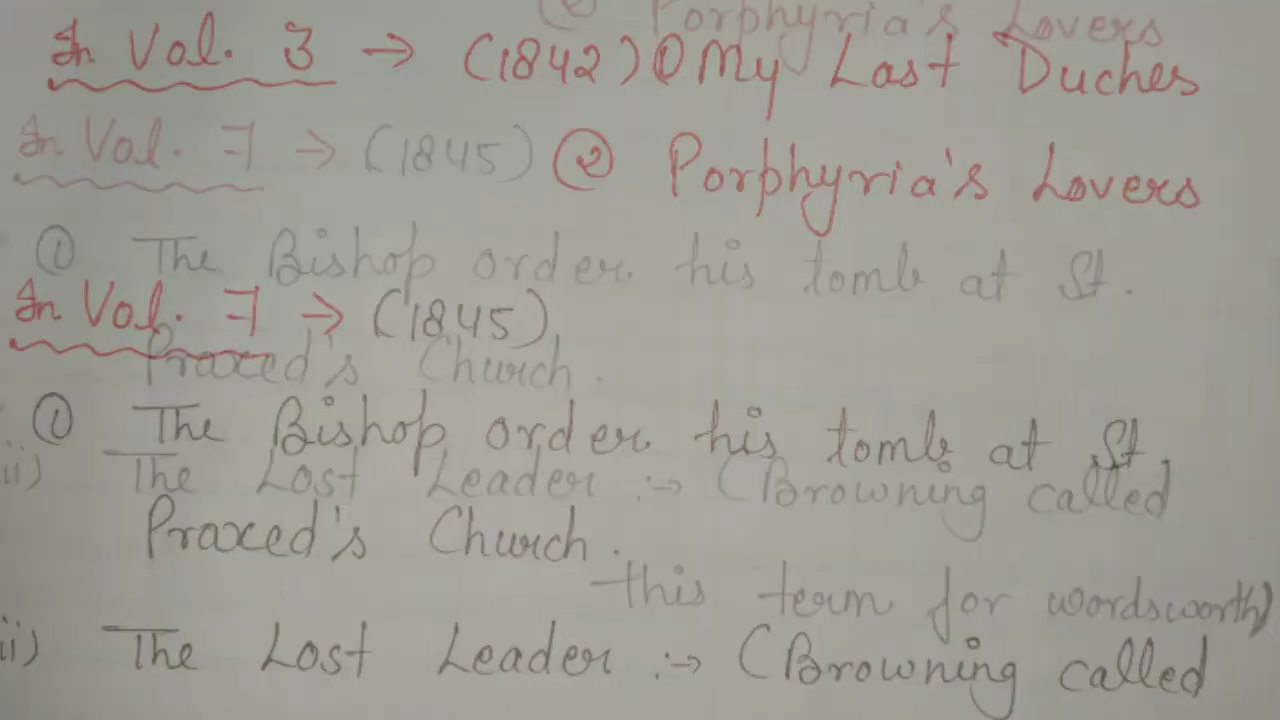 ② Porphyria's Lovers
In Vol. 3 → (1842) ① My Last Duches
In Vol. 7 → (1845) ② Porphyria's Lovers
① The Bishop order his tomb at St.
In Vol. 7 → (1845)
Praxed's Church.
① The Bishop order his tomb at St.
ii) The Lost Leader :→ (Browning called
Praxed's Church.
this term for wordsworth)
ii) The Lost Leader :→ (Browning called